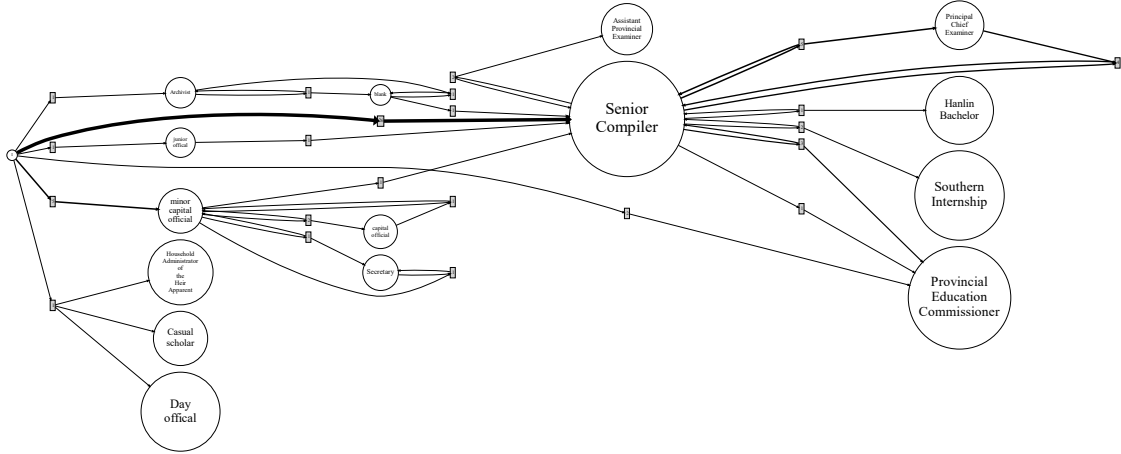 Assistant
Provincial
Examiner
Principal
Chief
Examiner
Archivist
blank
Senior
Compiler
Hanlin
Bachelor
junior
offical
Southern
Internship
minor
capital
official
capital
official
Household
Administrator
of
the
Heir
Apparent
Secretary
Provincial
Education
Commissioner
Casual
scholar
Day
offical